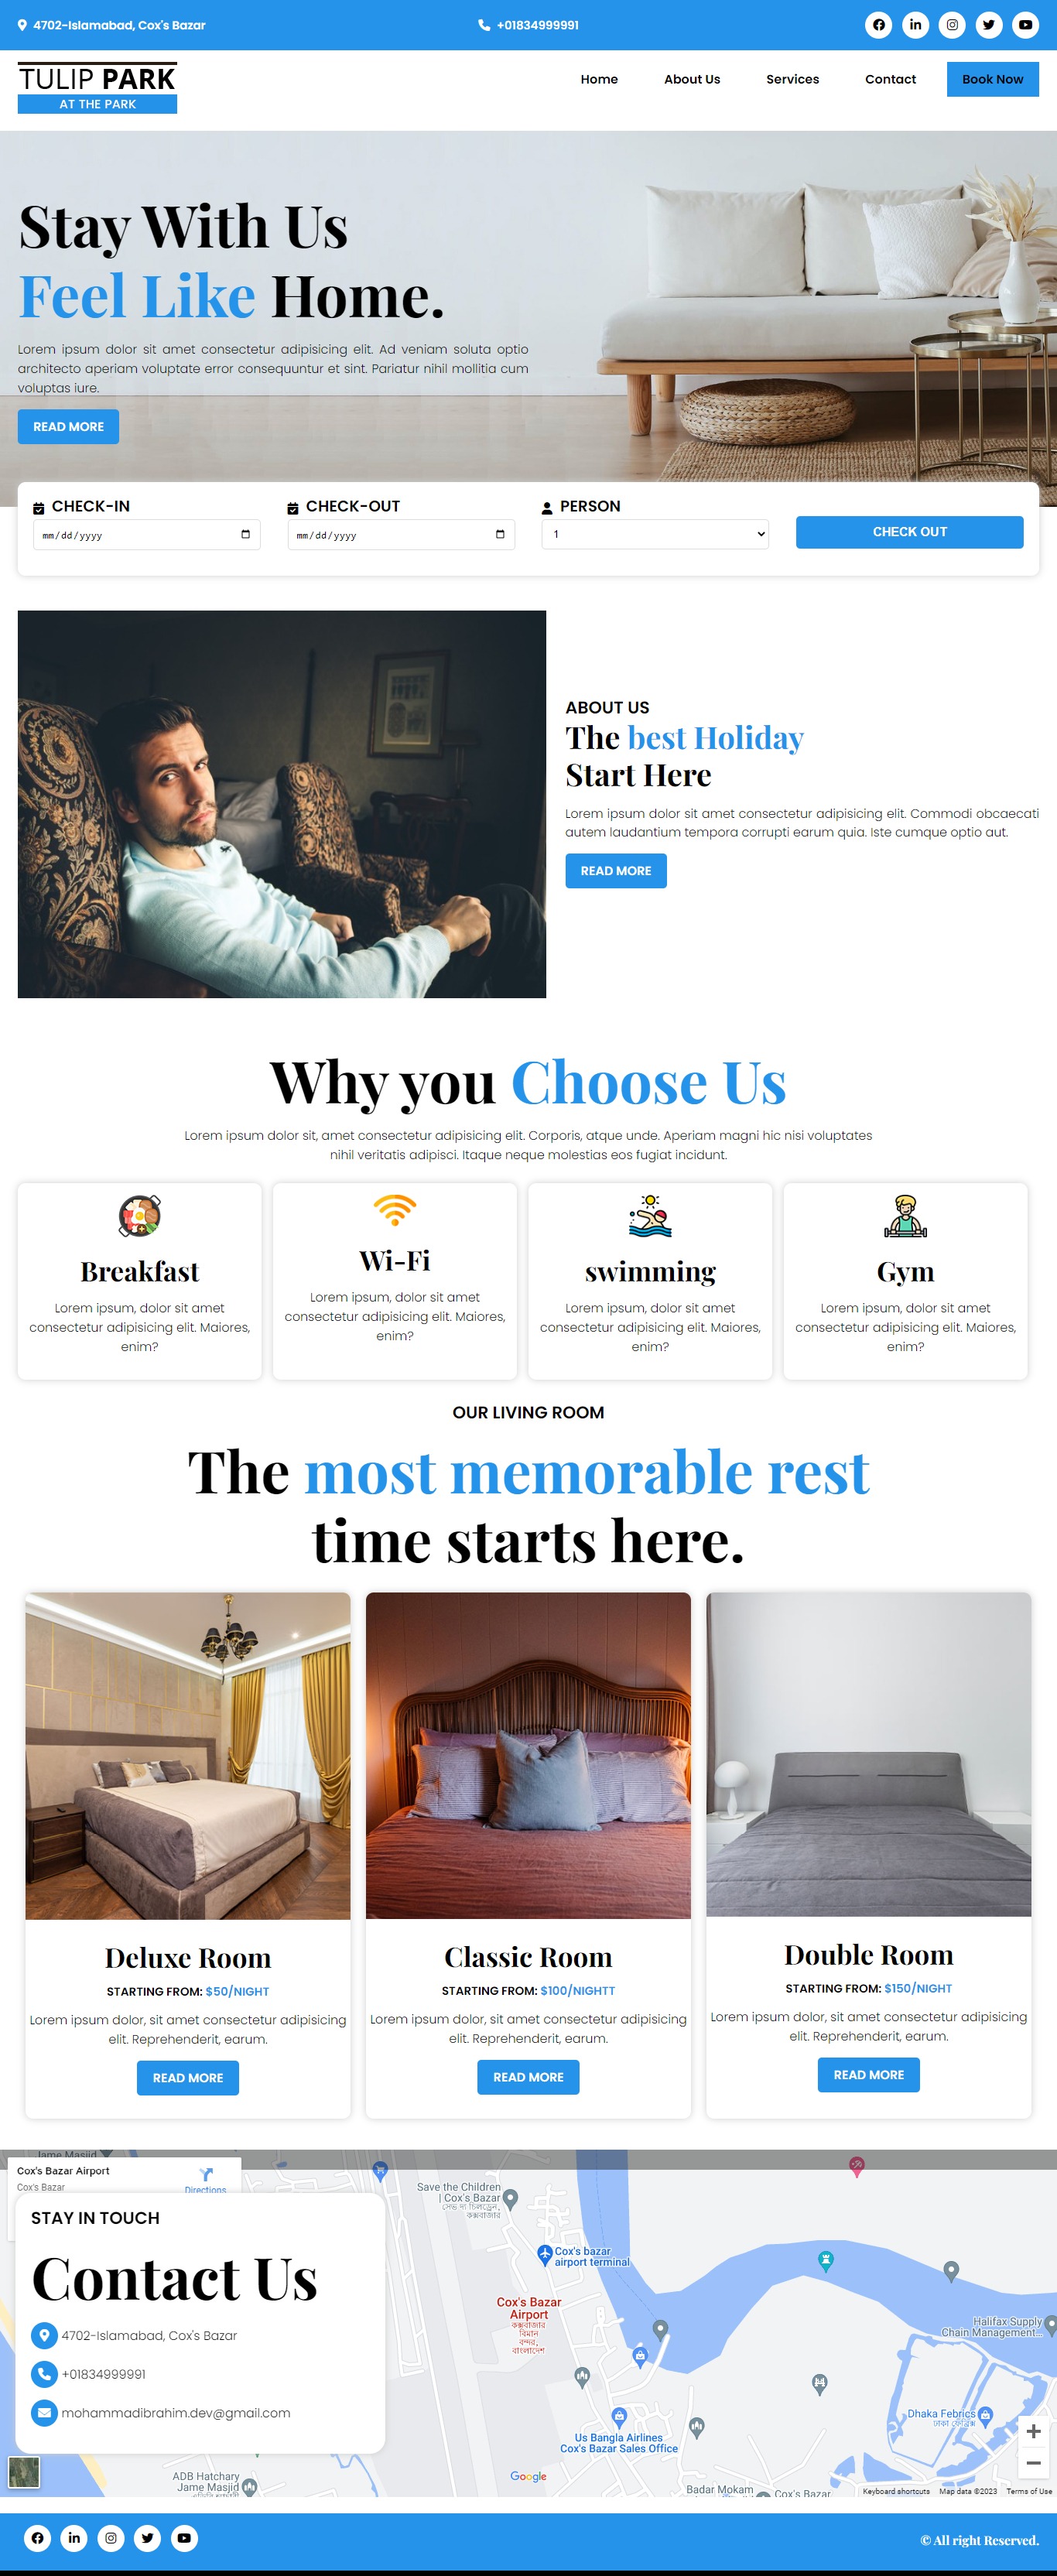 4702-Islamabad, Cox's Bazar
+01834999991
TULIP PARK
AT THE PARK
Home
About Us
Services
Contact
Book Now
Stay With Us
Feel Like Home.
Lorem ipsum dolor sit amet consectetur adipisicing elit. Ad veniam soluta optio
architecto aperiam voluptate error consequuntur et sint. Pariatur nihil mollitia cum
voluptas iure.
READ MORE
CHECK-IN
mm/dd/yyyy
CHECK-OUT
mm/dd/yyyy
PERSON
1
CHECK OUT
ABOUT US
The best Holiday
Start Here
Lorem ipsum dolor sit amet consectetur adipisicing elit. Commodi obcaecati
autem laudantium tempora corrupti earum quia. Iste cumque optio aut.
READ MORE
Why you Choose Us
Lorem ipsum dolor sit, amet consectetur adipisicing elit. Corporis, atque unde. Aperiam magni hic nisi voluptates
nihil veritatis adipisci. Itaque neque molestias eos fugiat incidunt.
Breakfast
Lorem ipsum, dolor sit amet
consectetur adipisicing elit. Maiores,
enim?
Wi-Fi
Lorem ipsum, dolor sit amet
consectetur adipisicing elit. Maiores,
enim?
swimming
Lorem ipsum, dolor sit amet
consectetur adipisicing elit. Maiores,
enim?
Gym
Lorem ipsum, dolor sit amet
consectetur adipisicing elit. Maiores,
enim?
OUR LIVING ROOM
The most memorable rest
time starts here.
Deluxe Room
STARTING FROM: $50/NIGHT
Lorem ipsum dolor, sit amet consectetur adipisicing
elit. Reprehenderit, earum.
READ MORE
Classic Room
STARTING FROM: $100/NIGHTT
Lorem ipsum dolor, sit amet consectetur adipisicing
elit. Reprehenderit, earum.
READ MORE
Double Room
STARTING FROM: $150/NIGHT
Lorem ipsum dolor, sit amet consectetur adipisicing
elit. Reprehenderit, earum.
READ MORE
Jame Masjid
Cox's Bazar Airport
Cox's Bazar
Directions
STAY IN TOUCH
Contact Us
4702-Islamabad, Cox's Bazar
+01834999991
mohammadibrahim.dev@gmail.com
Save the Children
| Cox's Bazar
সেভ দ্য চিলড্রেন,
কক্সবাজার
Cox's bazar
airport terminal
Cox's Bazar
Airport
কক্সবাজার
বিমান
বন্দর,
বাংলাদেশ
Halifax Supply
Chain Management...
Dhaka Febrics
ঢাকা ফেব্রিক্স
Us Bangla Airlines
Cox's Bazar Sales Office
ADB Hatchary
Jame Masjid
Google
Badar Mokam
Cox's Bazar
Keyboard shortcuts
Map data ©2023
Terms of Use
© All right Reserved.